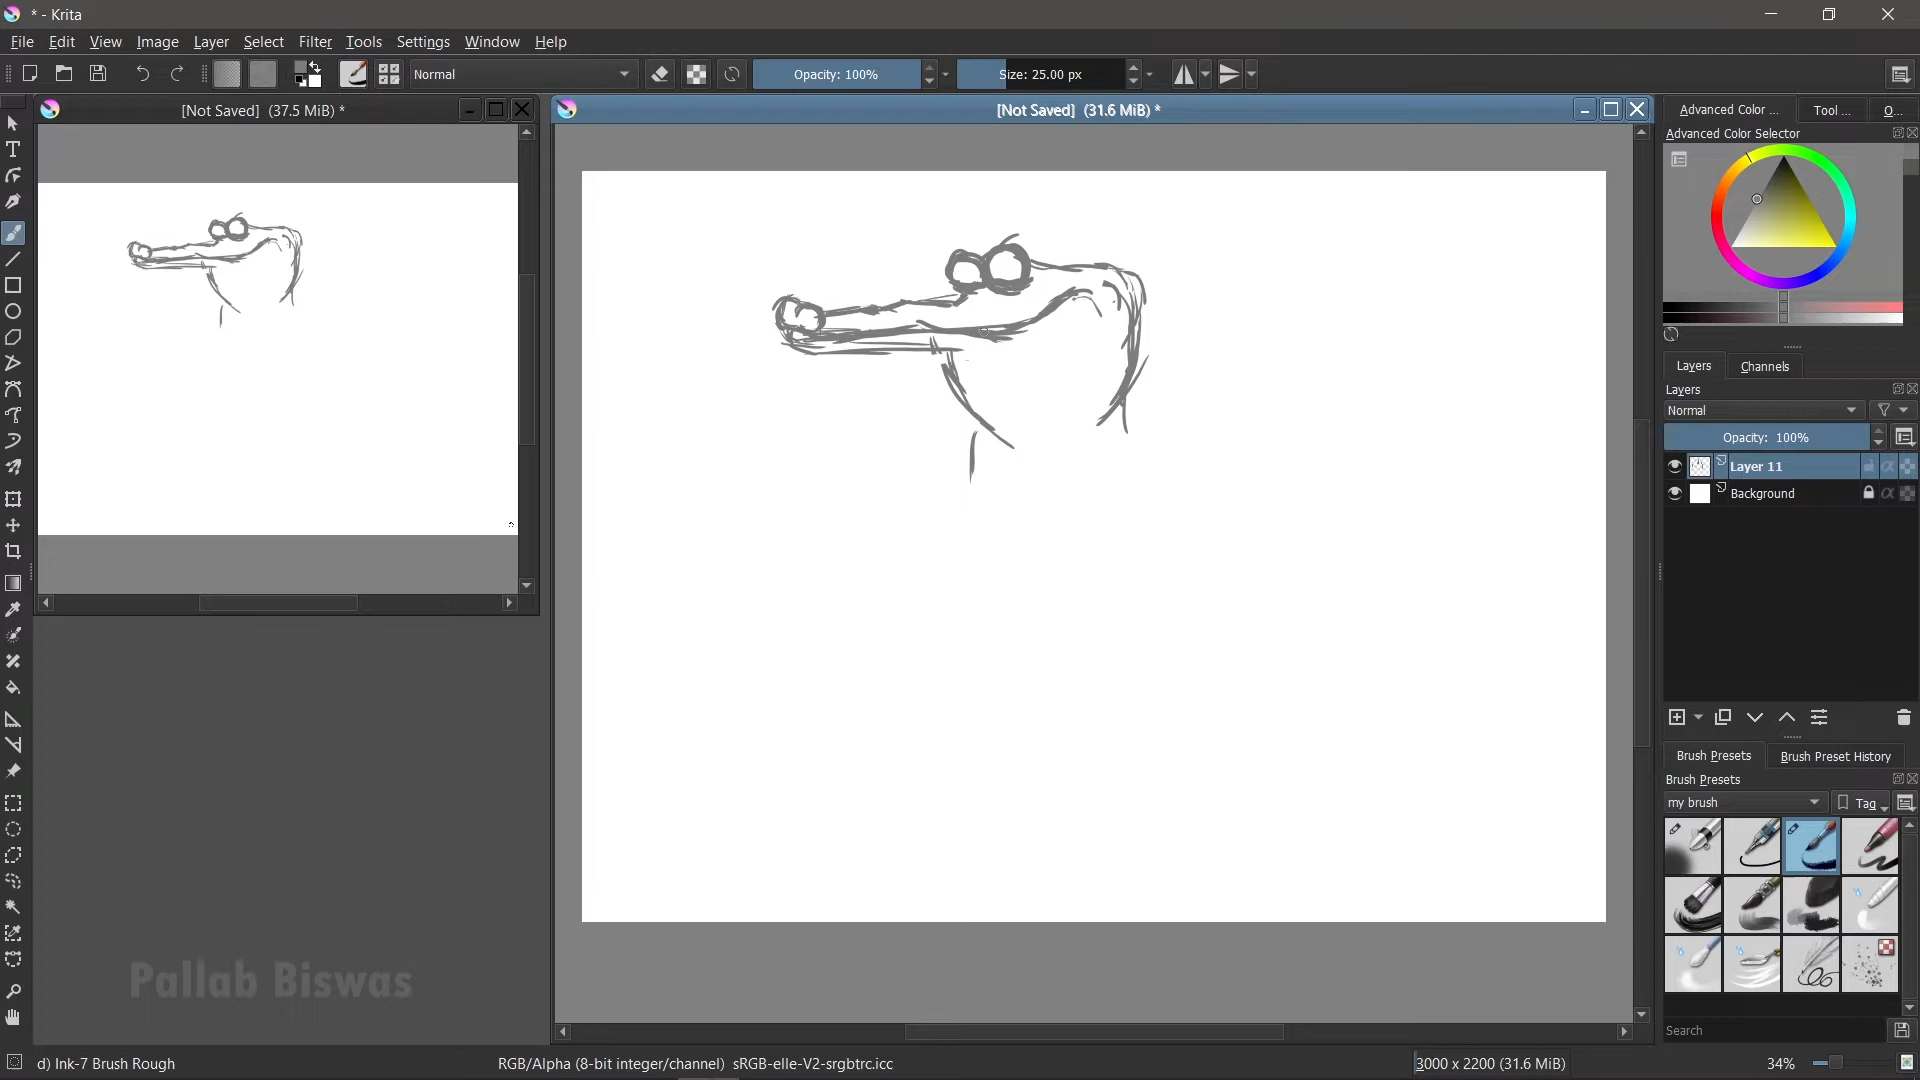 * - Krita
File Edit View Image Layer Select Filter Tools Settings Window Help
Normal
Opacity: 100%
Size: 25.00 px
[Not Saved] (37.5 MiB) *
[Not Saved] (31.6 MiB) *
Advanced Color ...
Tool ...
O...
Advanced Color Selector
Layers
Channels
Layers
Normal
Opacity: 100%
Layer 11
Background
Brush Presets
Brush Preset History
Brush Presets
my brush
Tag
Search
Pallab Biswas
d) Ink-7 Brush Rough
RGB/Alpha (8-bit integer/channel) sRGB-elle-V2-srgbtrc.icc
3000 x 2200 (31.6 MiB)
34%